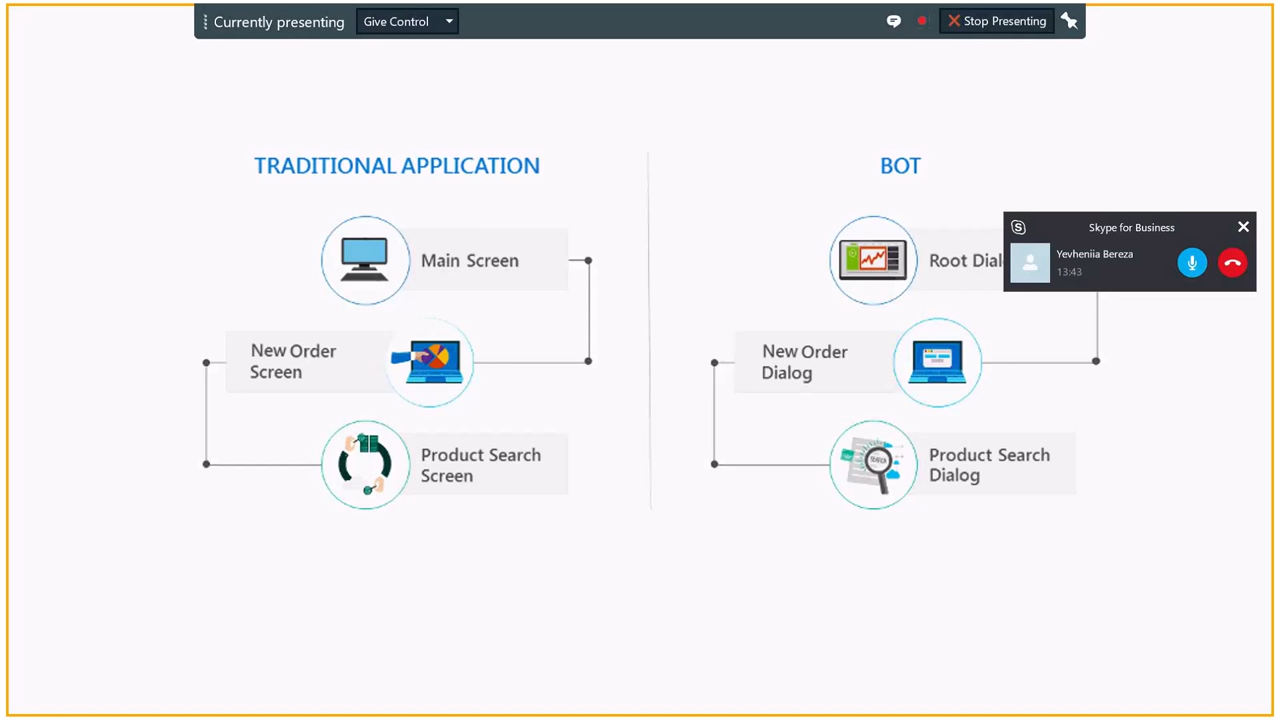 Currently presenting
Give Control
Stop Presenting
TRADITIONAL APPLICATION
Main Screen
New Order
Screen
Product Search
Screen
BOT
Root
Skype for Business
Yevheniia Bereza
13:43
New Order
Dialog
SEARCH
Product Search
Dialog